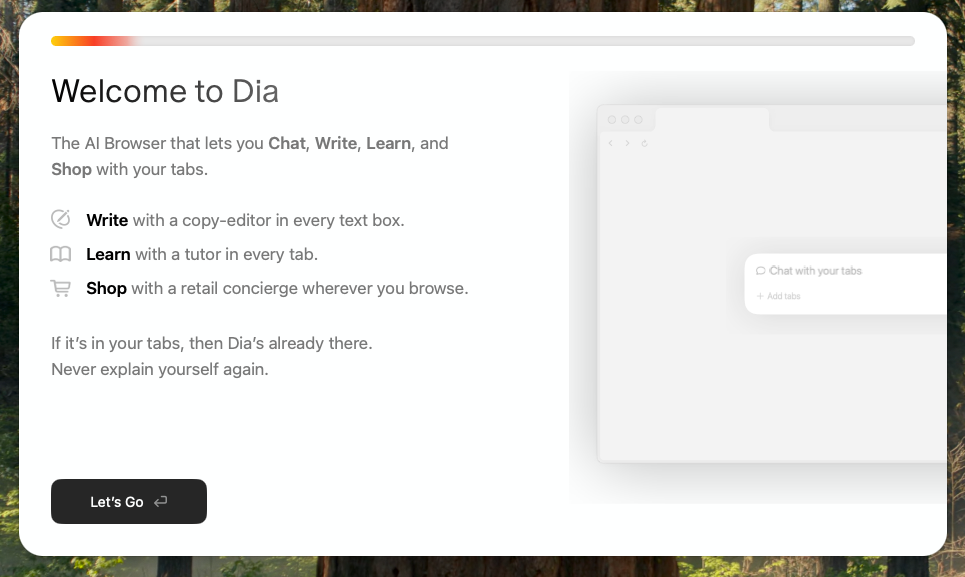 Welcome to Dia
The AI Browser that lets you Chat, Write, Learn, and
Shop with your tabs.
Write with a copy-editor in every text box.
Learn with a tutor in every tab.
Shop with a retail concierge wherever you browse.
If it’s in your tabs, then Dia’s already there.
Never explain yourself again.
Let’s Go
Chat with your tabs
+ Add tabs